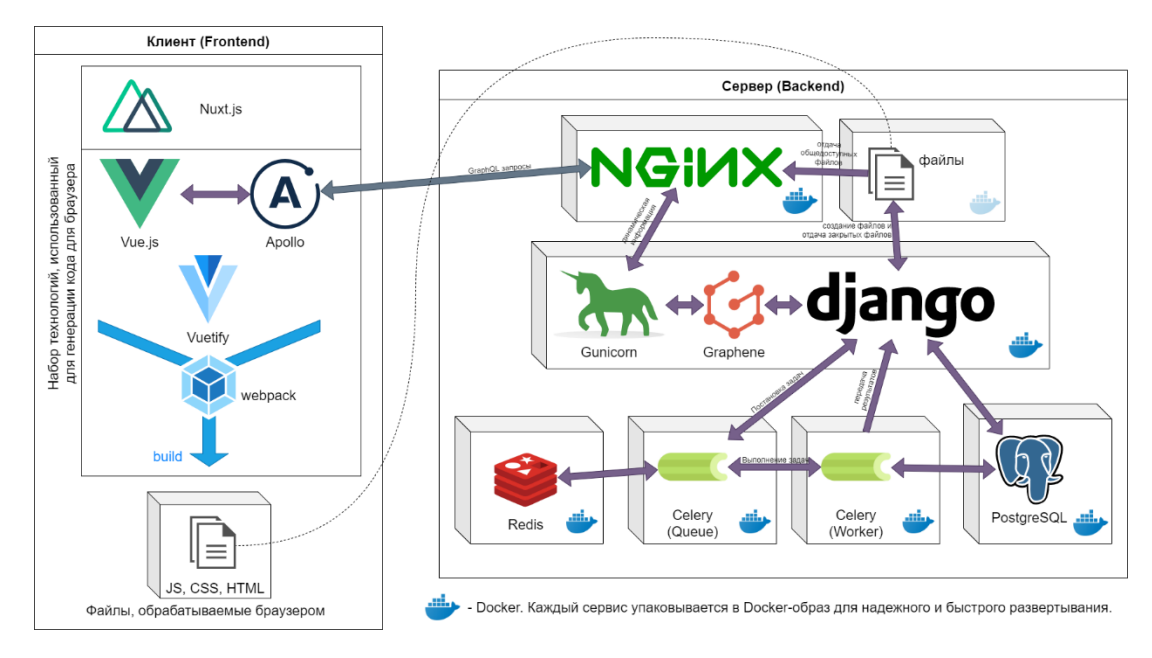 Клиент (Frontend)
Nuxt.js
Vue.js
Apollo
Vuetify
webpack
build
Набор технологий, использованный
для генерации кода для браузера
JS, CSS, HTML
Файлы, обрабатываемые браузером
GraphQL запросы
Сервер (Backend)
NGiNX
отдача
общедоступных
файлов
файлы
динамическая
информация
создание файлов и
отдача закрытых файлов
Gunicorn
Graphene
django
Постановка задач
передача
результатов
Redis
Celery
(Queue)
Выполнение задач
Celery
(Worker)
PostgreSQL
- Docker. Каждый сервис упаковывается в Docker-образ для надежного и быстрого развертывания.